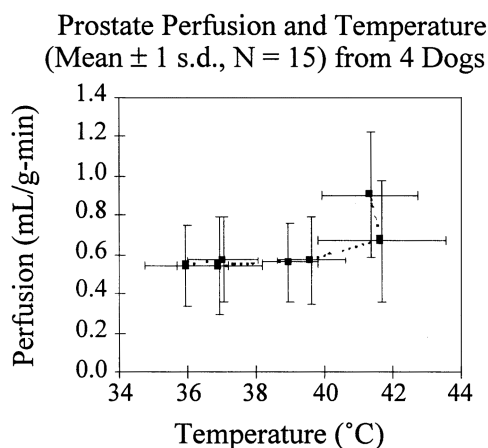 Prostate Perfusion and Temperature
(Mean ± 1 s.d., N = 15) from 4 Dogs
Perfusion (mL/g-min)
1.4
1.2
1.0
0.8
0.6
0.4
0.2
0.0
34 36 38 40 42 44
Temperature (˚C)